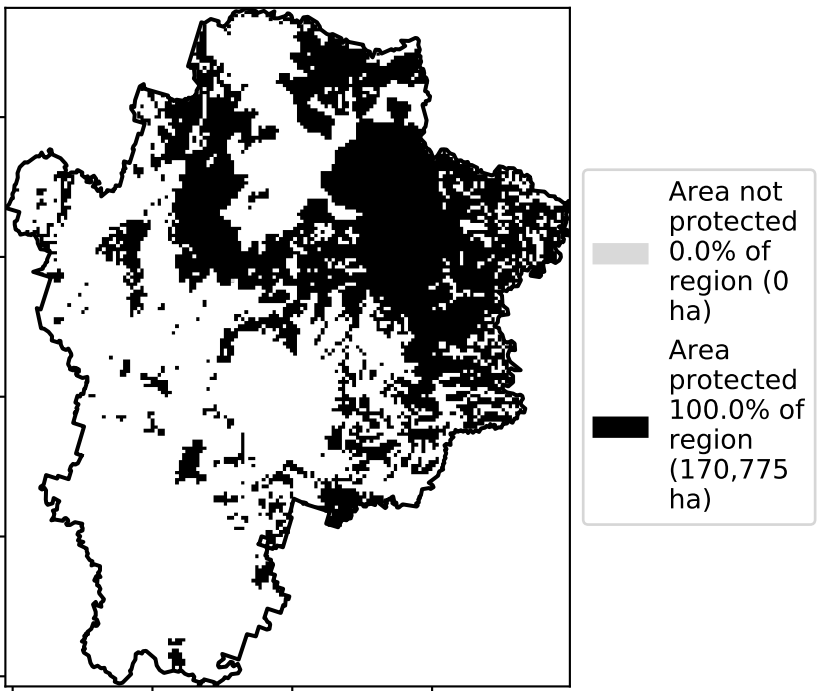 Area not
protected
0.0% of
region (0
ha)
Area
protected
100.0% of
region
(170,775
ha)